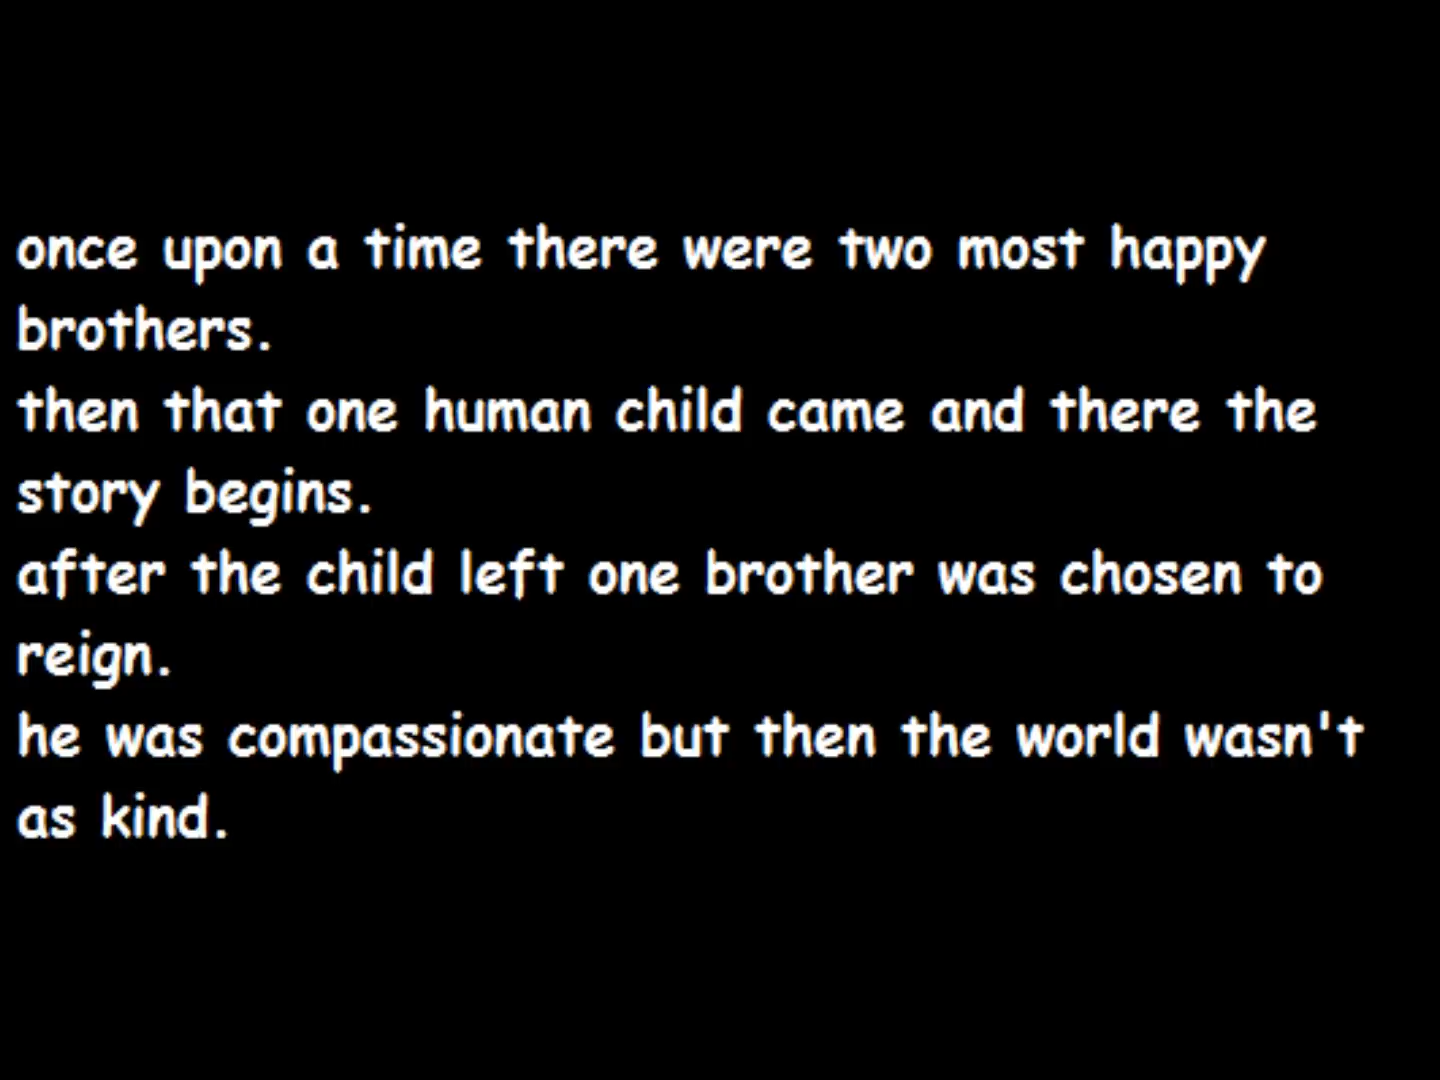 once upon a time there were two most happy
brothers.
then that one human child came and there the
story begins.
after the child left one brother was chosen to
reign.
he was compassionate but then the world wasn't
as kind.